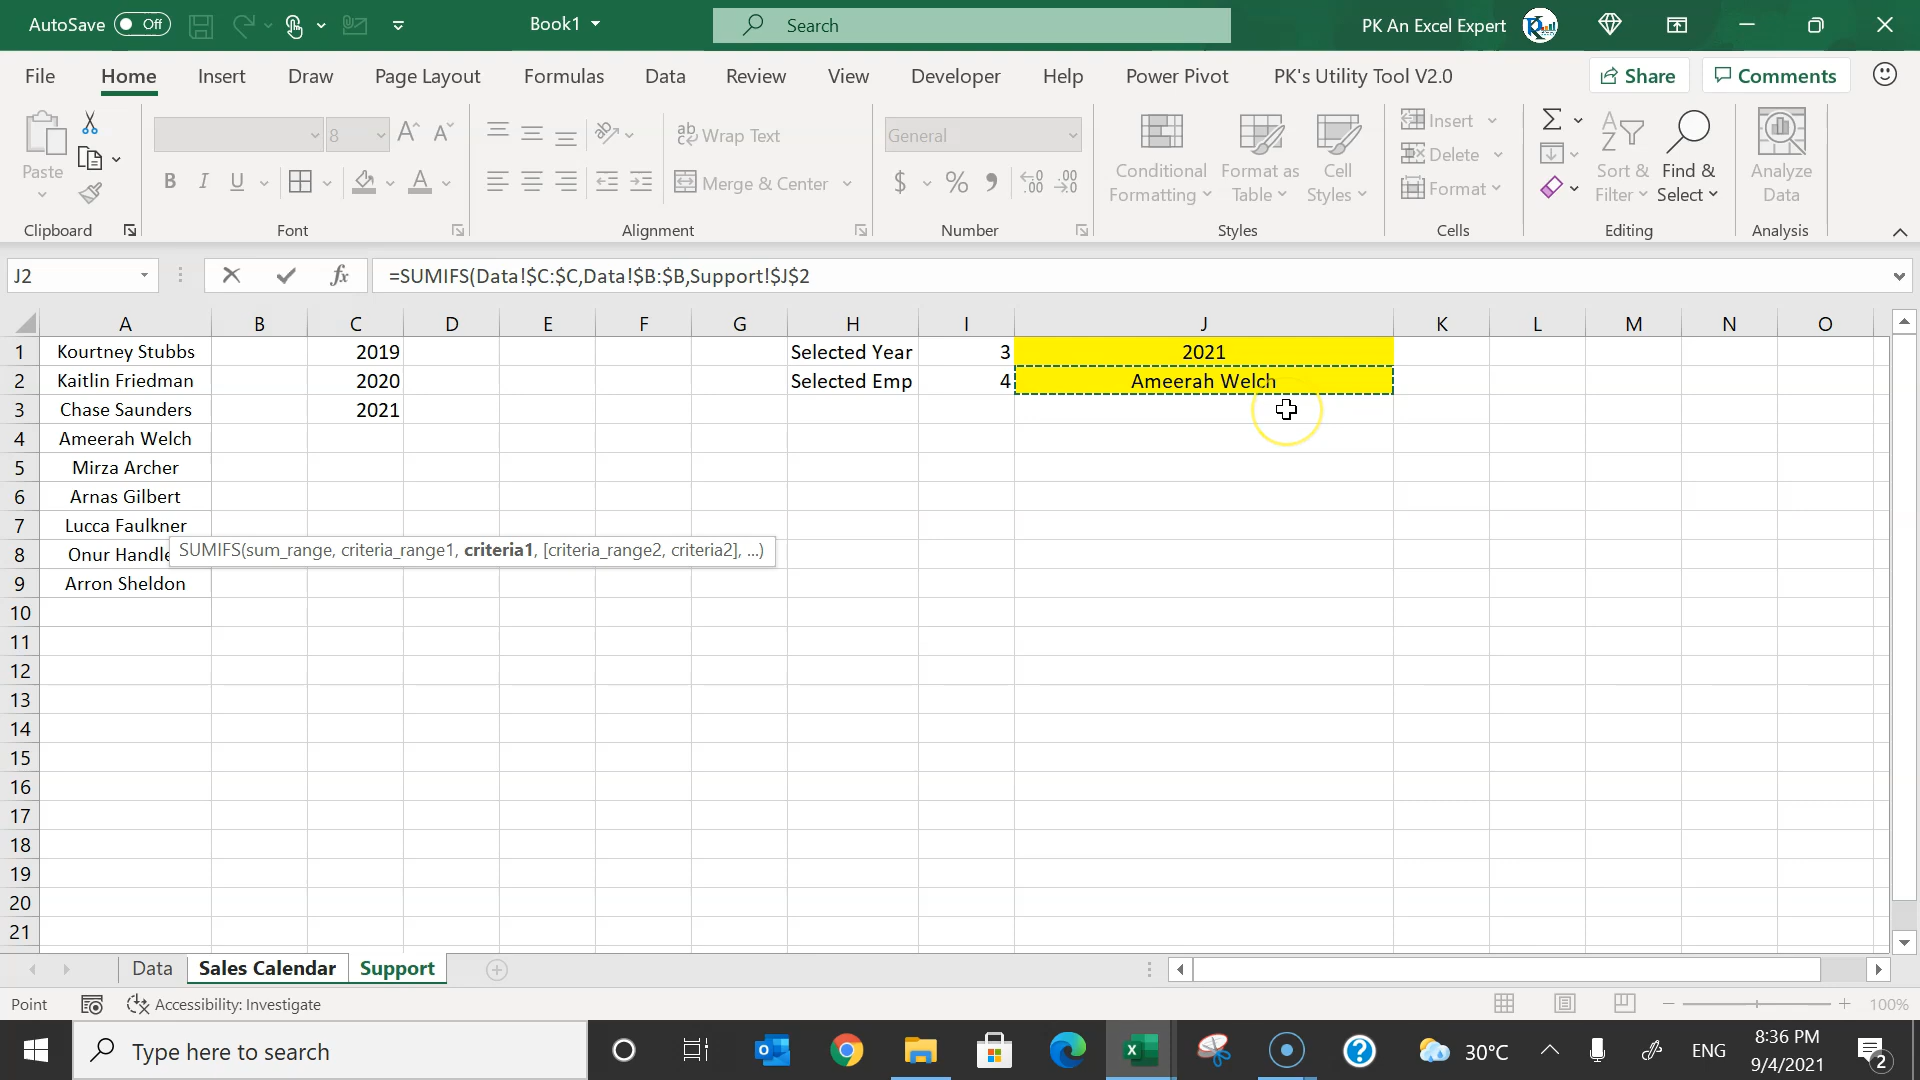 AutoSave Off Book1 Search PK An Excel Expert
File Home Insert Draw Page Layout Formulas Data Review View Developer Help Power Pivot PK's Utility Tool V2.0 Share Comments
8 A A ab Wrap Text General Insert
Paste Conditional Format as Cell Delete Sort & Find & Analyze
B I U A Merge & Center $ % Formatting Table Styles Format Filter Select Data
Clipboard Font Alignment Number Styles Cells Editing Analysis
J2 fx =SUMIFS(Data!$C:$C,Data!$B:$B,Support!$J$2
A B C D E F G H I J K L M N O
1 Kourtney Stubbs 2019 Selected Year 3 2021
2 Kaitlin Friedman 2020 Selected Emp 4 Ameerah Welch
3 Chase Saunders 2021
4 Ameerah Welch
5 Mirza Archer
6 Arnas Gilbert
7 Lucca Faulkner
8 Onur Handle SUMIFS(sum_range, criteria_range1, criteria1, [criteria_range2, criteria2], ...)
9 Arron Sheldon
10
11
12
13
14
15
16
17
18
19
20
21
Data Sales Calendar Support
Point Accessibility: Investigate 100%
Type here to search 30°C ENG 8:36 PM
9/4/2021 2